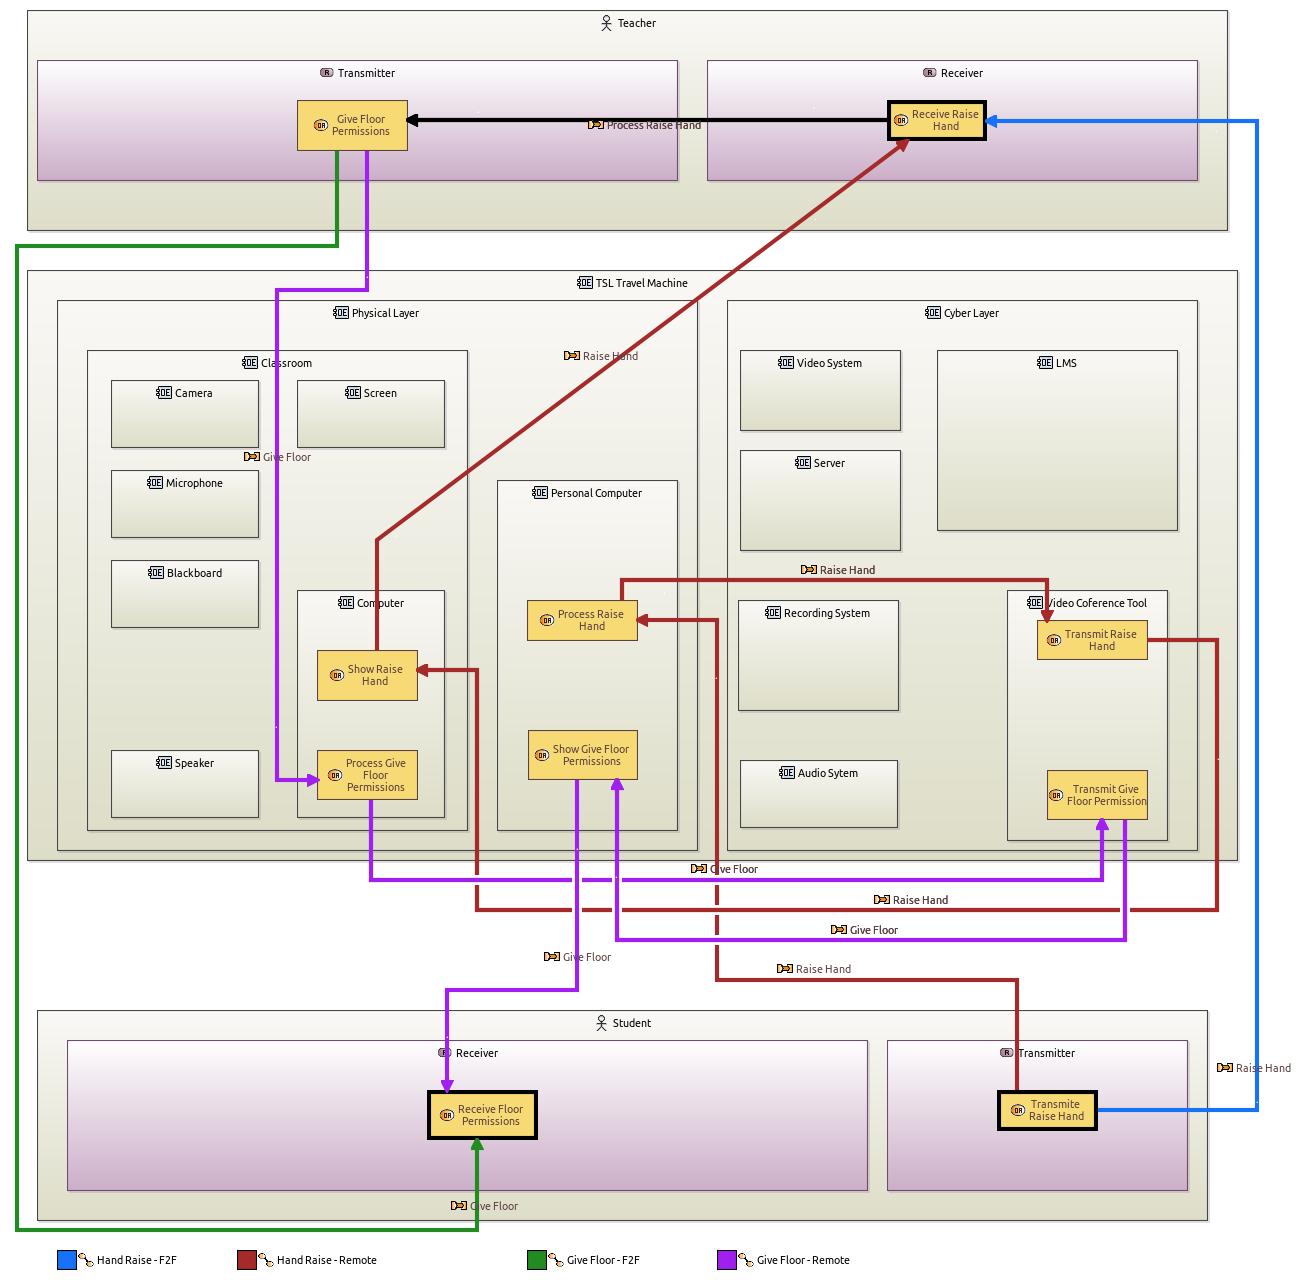 Teacher
Transmitter
Receiver
Give Floor
Permissions
Process Raise Hand
Receive Raise
Hand
TSL Travel Machine
Physical Layer
Cyber Layer
Raise Hand
Classroom
Video System
LMS
Camera
Screen
Give Floor
Microphone
Server
Personal Computer
Blackboard
Raise Hand
Computer
Recording System
Video Coference Tool
Process Raise
Hand
Transmit Raise
Hand
Show Raise
Hand
Show Give Floor
Permissions
Speaker
Process Give
Floor
Permissions
Audio Sytem
Transmit Give
Floor Permission
Give Floor
Raise Hand
Give Floor
Give Floor
Raise Hand
Student
Receiver
Transmitter
Raise Hand
Receive Floor
Permissions
Transmite
Raise Hand
Give Floor
Hand Raise - F2F
Hand Raise - Remote
Give Floor - F2F
Give Floor - Remote